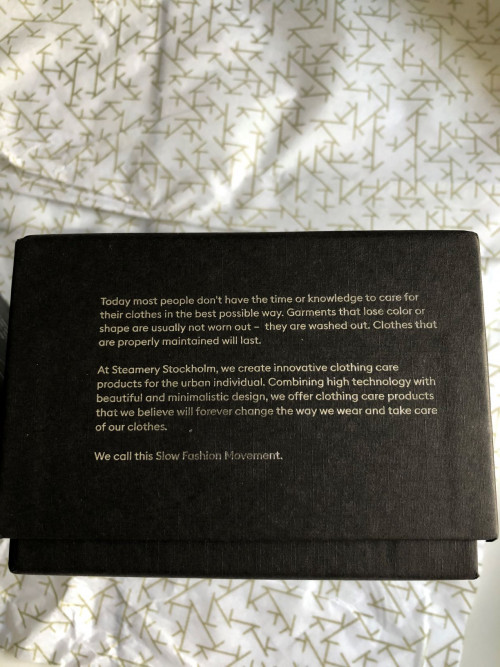 Today most people don't have the time or knowledge to care for
their clothes in the best possible way. Garments that lose color or
shape are usually not worn out – they are washed out. Clothes that
are properly maintained will last.
At Steamery Stockholm, we create innovative clothing care
products for the urban individual. Combining high technology with
beautiful and minimalistic design, we offer clothing care products
that we believe will forever change the way we wear and take care
of our clothes.
We call this Slow Fashion Movement.